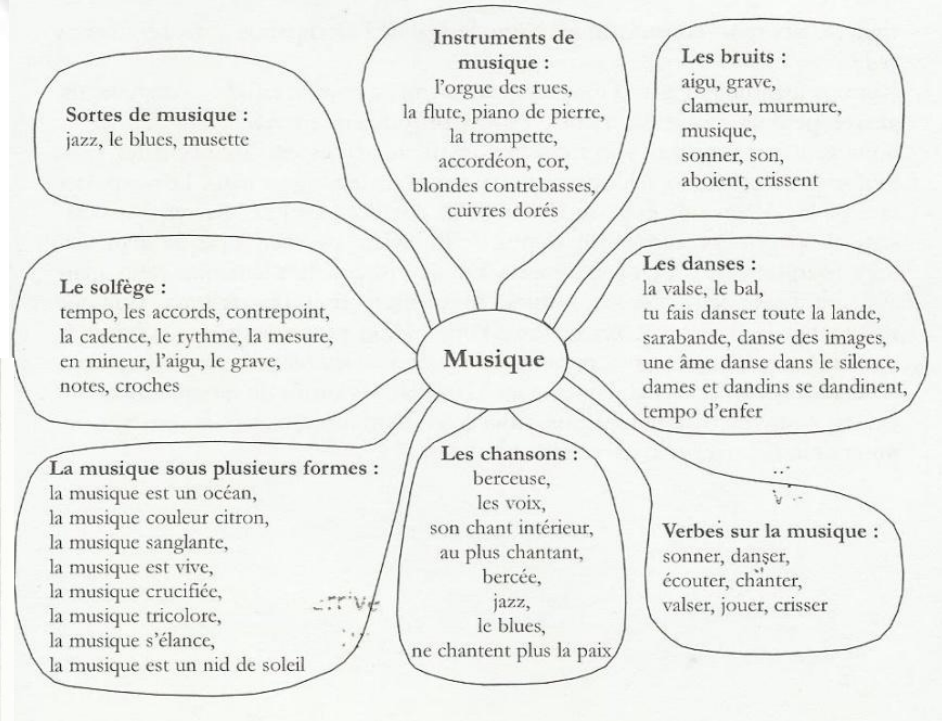 Instruments de
musique :
l'orgue des rues,
la flute, piano de pierre,
la trompette,
accordéon, cor,
blondes contrebasses,
cuivres dorés
Les bruits :
aigu, grave,
clameur, murmure,
musique,
sonner, son,
aboient, crissent
Sortes de musique :
jazz, le blues, musette
Le solfège :
tempo, les accords, contrepoint,
la cadence, le rythme, la mesure,
en mineur, l'aigu, le grave,
notes, croches
Musique
Les danses :
la valse, le bal,
tu fais danser toute la lande,
sarabande, danse des images,
une âme danse dans le silence,
dames et dandins se dandinent,
tempo d'enfer
La musique sous plusieurs formes :
la musique est un océan,
la musique couleur citron,
la musique sanglante,
la musique est vive,
la musique crucifiée,
la musique tricolore,
la musique s'élance,
la musique est un nid de soleil
Les chansons :
berceuse,
les voix,
son chant intérieur,
au plus chantant,
bercée,
jazz,
le blues,
ne chantent plus la paix
Verbes sur la musique :
sonner, danser,
écouter, chanter,
valser, jouer, crisser